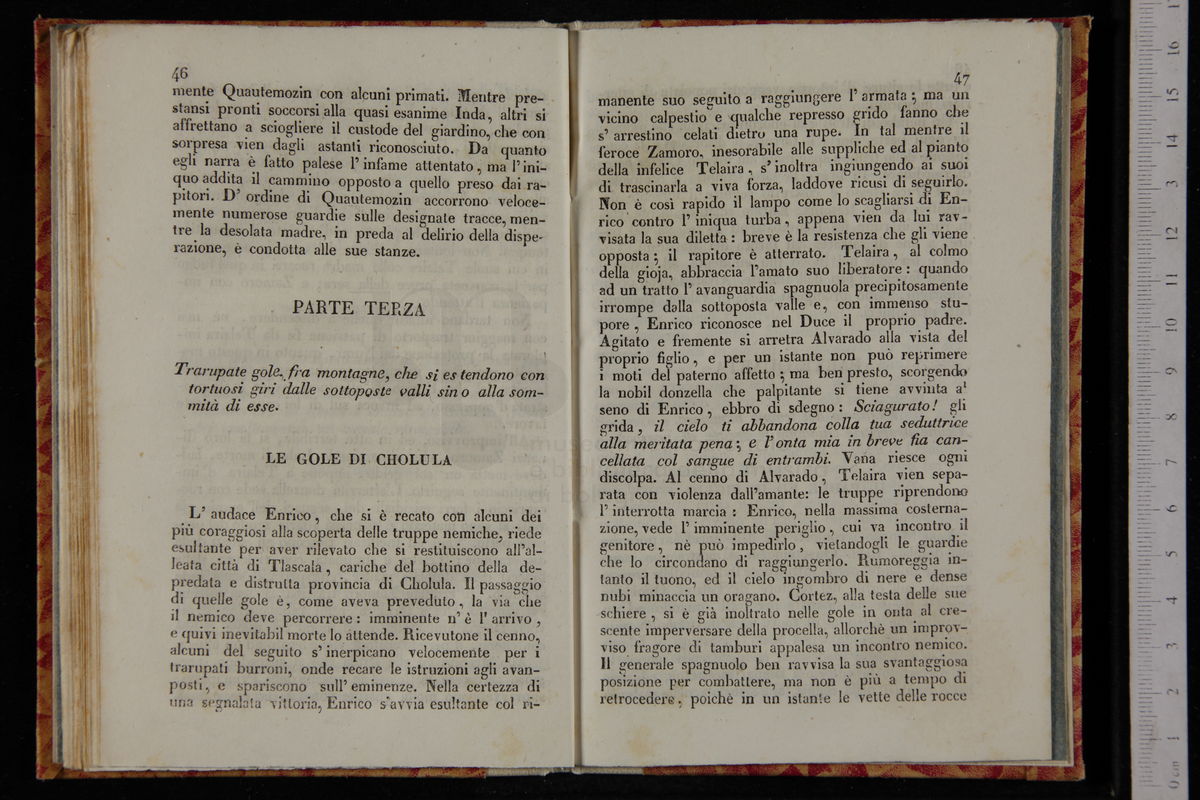 46
mente Quautemozin con alcuni primati. Mentre pre-
stansi pronti soccorsi alla quasi esanime Inda, altri si
affrettano a sciogliere il custode del giardino, che con
sorpresa vien dagli astanti riconosciuto. Da quanto
egli narra è fatto palese l' infame attentato, ma l' ini-
quo addita il cammino opposto a quello preso dai ra-
pitori. D' ordine di Quautemozin accorrono veloce-
mente numerose guardie sulle designate tracce, men-
tre la desolata madre, in preda al delirio della dispe-
razione, è condotta alle sue stanze.
PARTE TERZA
Trarupate gole, fra montagne, che si estendono con
tortuosi giri dalle sottoposte valli sino alla som-
mità di esse.
LE GOLE DI CHOLULA
L' audace Enrico, che si è recato con alcuni dei
più coraggiosi alla scoperta delle truppe nemiche, riede
esultante per aver rilevato che si restituiscono all'al-
leata città di Tlascala, cariche del bottino della de-
predata e distrutta provincia di Cholula. Il passaggio
di quelle gole è, come aveva preveduto, la via che
il nemico deve percorrere: imminente n' è l' arrivo,
e quivi inevitabil morte lo attende. Ricevutone il cenno,
alcuni del seguito s' inerpicano velocemente per i
trarupati burroni, onde recare le istruzioni agli avan-
posti, e spariscono sull' eminenze. Nella certezza di
una segnalata vittoria, Enrico s'avvia esultante col ri-
47
manente suo seguito a raggiungere l' armata; ma un
vicino calpestio e qualche represso grido fanno che
s' arrestino celati dietro una rupe. In tal mentre il
feroce Zamoro, inesorabile alle suppliche ed al pianto
della infelice Telaira, s' inoltra ingiungendo ai suoi
di trascinarla a viva forza, laddove ricusi di seguirlo.
Non è così rapido il lampo come lo scagliarsi di En-
rico contro l' iniqua turba, appena vien da lui rav-
visata la sua diletta: breve è la resistenza che gli viene
opposta; il rapitore è atterrato. Telaira, al colmo
della gioja, abbraccia l'amato suo liberatore: quando
ad un tratto l' avanguardia spagnuola precipitosamente
irrompe dalla sottoposta valle e, con immenso stu-
pore, Enrico riconosce nel Duce il proprio padre.
Agitato e fremente si arretra Alvarado alla vista del
proprio figlio, e per un istante non può reprimere
i moti del paterno affetto; ma ben presto, scorgendo
la nobil donzella che palpitante si tiene avvinta al
seno di Enrico, ebbro di sdegno: Sciagurato! gli
grida, il cielo ti abbandona colla tua seduttrice
alla meritata pena; e l' onta mia in breve fia can-
cellata col sangue di entrambi. Vana riesce ogni
discolpa. Al cenno di Alvarado, Telaira vien sepa-
rata con violenza dall'amante: le truppe riprendono
l' interrotta marcia: Enrico, nella massima costerna-
zione, vede l' imminente periglio, cui va incontro il
genitore, nè può impedirlo, vietandogli le guardie
che lo circondano di raggiungerlo. Rumoreggia in-
tanto il tuono, ed il cielo ingombro di nere e dense
nubi minaccia un oragano. Cortez, alla testa delle sue
schiere, si è già inoltrato nelle gole in onta al cre-
scente imperversare della procella, allorchè un improv-
viso fragore di tamburi appalesa un incontro nemico.
Il generale spagnuolo ben ravvisa la sua svantaggiosa
posizione per combattere, ma non è più a tempo di
retrocedere, poichè in un istante le vette delle rocce